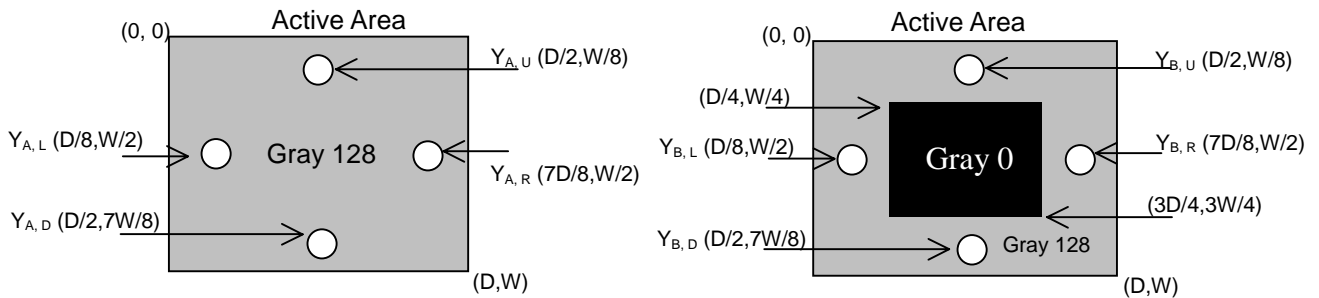 Active Area
(0, 0)
Y_A, U (D/2,W/8)
Y_A, L (D/8,W/2)
Gray 128
Y_A, R (7D/8,W/2)
Y_A, D (D/2,7W/8)
(D,W)
Active Area
(0, 0)
Y_B, U (D/2,W/8)
(D/4,W/4)
Y_B, L (D/8,W/2)
Gray 0
Y_B, R (7D/8,W/2)
(3D/4,3W/4)
Y_B, D (D/2,7W/8)
Gray 128
(D,W)